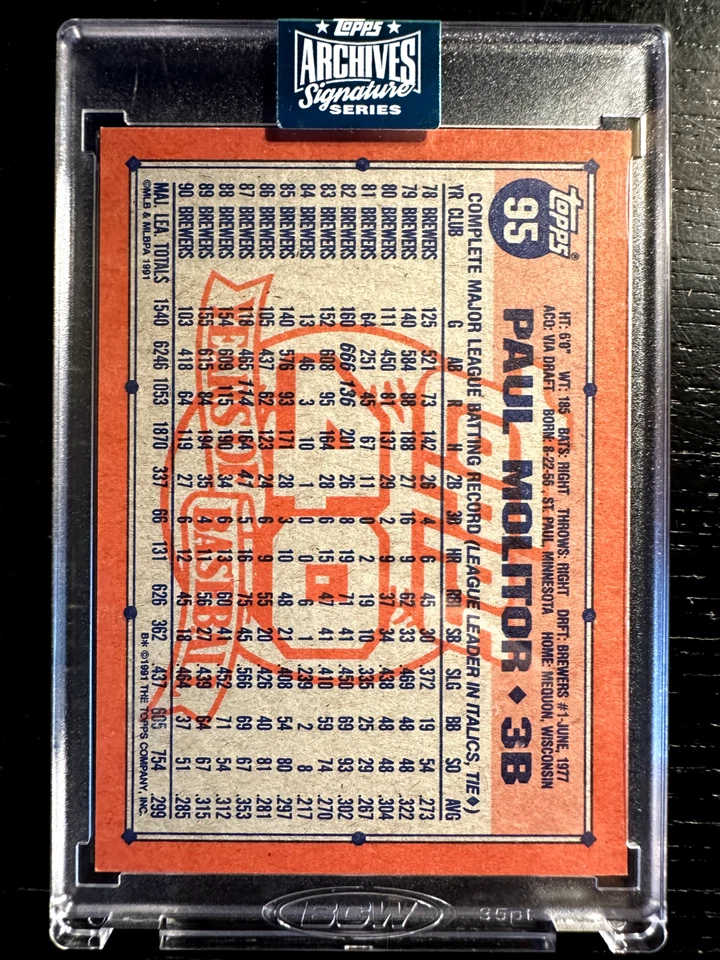 Topps
ARCHIVES
Signature
SERIES
Topps®
95
HT: 6'0" WT: 185 BATS: RIGHT THROWS: RIGHT DRFT: BREWERS #1-JUNE, 1977
ACQ: VIA DRAFT BORN: 8-22-56, ST. PAUL, MINNESOTA HOME: MEQUON, WISCONSIN
PAUL MOLITOR ♦ 3B
COMPLETE MAJOR LEAGUE BATTING RECORD (LEAGUE LEADER IN ITALICS, TIE♦)
YR CLUB G AB R H 2B 3B HR RBI SB SLG BB SO AVG
78 BREWERS 125 521 73 142 26 4 6 45 30 .372 19 54 .273
79 BREWERS 140 584 88 188 27 16 9 62 33 .469 48 48 .322
80 BREWERS 111 450 81 137 29 2 9 37 34 .438 48 48 .304
81 BREWERS 64 251 45 67 11 0 2 19 10 .335 25 29 .267
82 BREWERS 160 666 136 201 26 8 19 71 41 .450 69 93 .302
83 BREWERS 152 608 95 164 28 6 15 47 41 .410 59 74 .270
84 BREWERS 13 46 3 10 1 0 0 6 1 .239 2 8 .217
85 BREWERS 140 576 93 171 28 3 10 48 21 .408 54 80 .297
86 BREWERS 105 437 62 123 24 6 9 55 20 .426 40 81 .281
87 BREWERS 118 465 114 164 41 5 16 75 45 .566 69 67 .353
88 BREWERS 154 609 115 190 34 6 13 60 41 .452 71 54 .312
89 BREWERS 155 615 84 194 35 4 11 56 27 .439 64 67 .315
90 BREWERS 103 418 64 119 27 6 12 45 18 .464 37 51 .285
MAJ. LEA. TOTALS 1540 6246 1053 1870 337 66 131 626 362 .437 605 754 .299
©MLB & MLBPA 1991 B* ©1991 THE TOPPS COMPANY, INC.
40
YEARS OF BASEBALL
BCW 35pt